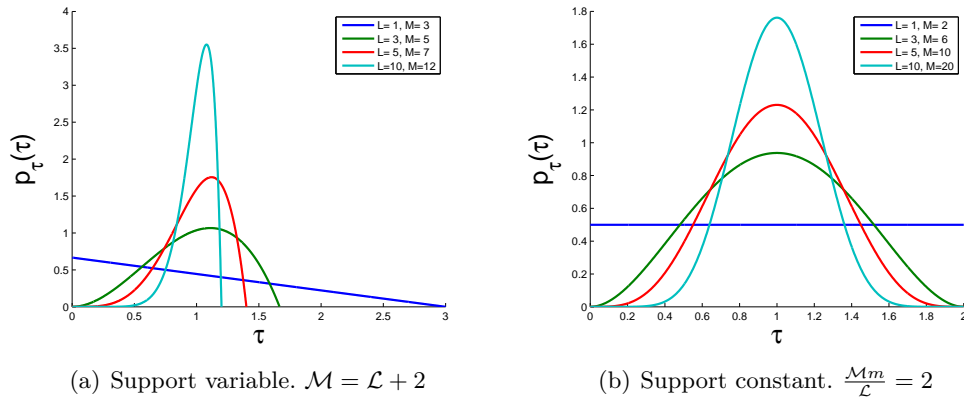 4
3.5
3
2.5
2
1.5
1
0.5
0
0 0.5 1 1.5 2 2.5 3
p_τ(τ)
τ
L= 1, M= 3
L= 3, M= 5
L= 5, M= 7
L=10, M=12
(a) Support variable. ℳ = ℒ + 2
1.8
1.6
1.4
1.2
1
0.8
0.6
0.4
0.2
0
0 0.2 0.4 0.6 0.8 1 1.2 1.4 1.6 1.8 2
p_τ(τ)
τ
L= 1, M= 2
L= 3, M= 6
L= 5, M=10
L=10, M=20
(b) Support constant. ℳm/ℒ = 2